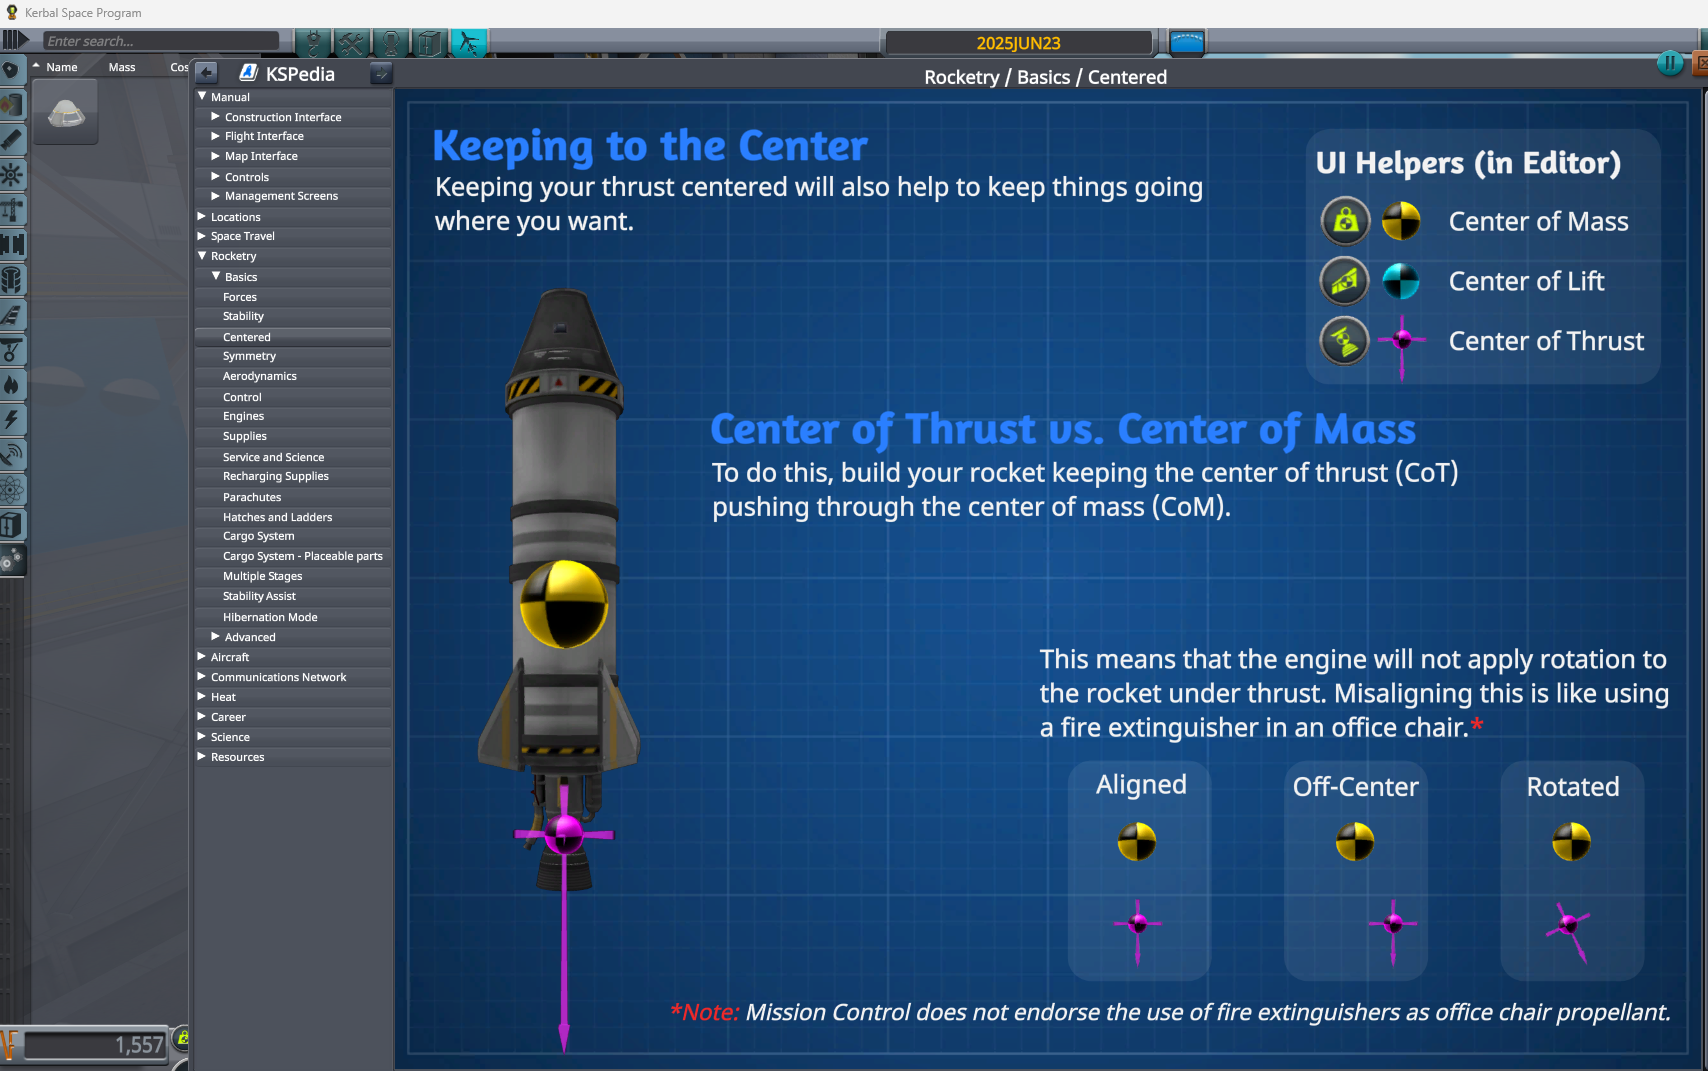 Kerbal Space Program
Enter search...
2025JUN23
Name Mass Cos
KSPedia
Rocketry / Basics / Centered
Manual
Construction Interface
Flight Interface
Map Interface
Controls
Management Screens
Locations
Space Travel
Rocketry
Basics
Forces
Stability
Centered
Symmetry
Aerodynamics
Control
Engines
Supplies
Service and Science
Recharging Supplies
Parachutes
Hatches and Ladders
Cargo System
Cargo System - Placeable parts
Multiple Stages
Stability Assist
Hibernation Mode
Advanced
Aircraft
Communications Network
Heat
Career
Science
Resources
1,557
Keeping to the Center
Keeping your thrust centered will also help to keep things going
where you want.
UI Helpers (in Editor)
Center of Mass
Center of Lift
Center of Thrust
Center of Thrust vs. Center of Mass
To do this, build your rocket keeping the center of thrust (CoT)
pushing through the center of mass (CoM).
This means that the engine will not apply rotation to
the rocket under thrust. Misaligning this is like using
a fire extinguisher in an office chair.*
Aligned
Off-Center
Rotated
*Note: Mission Control does not endorse the use of fire extinguishers as office chair propellant.